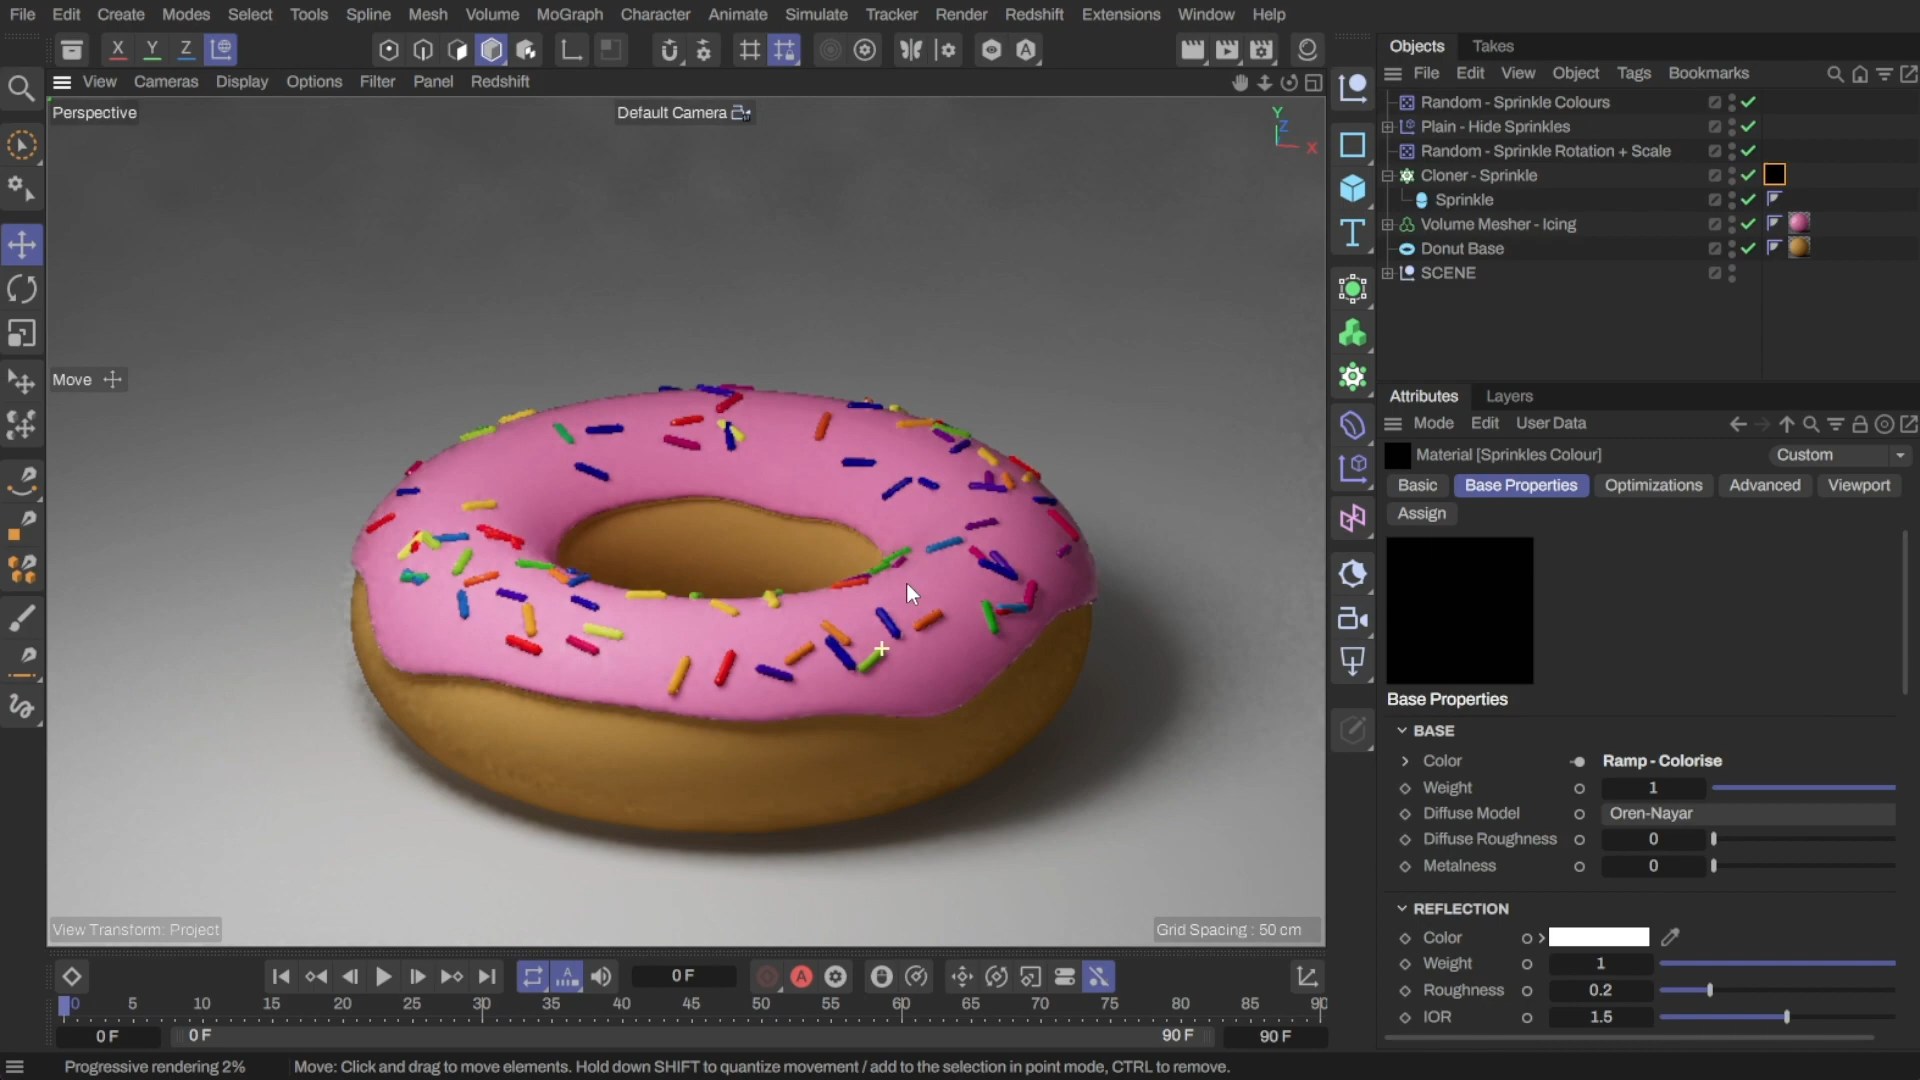 File Edit Create Modes Select Tools Spline Mesh Volume MoGraph Character Animate Simulate Tracker Render Redshift Extensions Window Help
X Y Z
View Cameras Display Options Filter Panel Redshift
Perspective
Default Camera
Y
Z
X
Move
View Transform: Project
Grid Spacing : 50 cm
Objects Takes
File Edit View Object Tags Bookmarks
Random - Sprinkle Colours
Plain - Hide Sprinkles
Random - Sprinkle Rotation + Scale
Cloner - Sprinkle
Sprinkle
Volume Mesher - Icing
Donut Base
SCENE
Attributes Layers
Mode Edit User Data
Material [Sprinkles Colour]
Custom
Basic Base Properties Optimizations Advanced Viewport
Assign
Base Properties
BASE
Color Ramp - Colorise
Weight 1
Diffuse Model Oren-Nayar
Diffuse Roughness 0
Metalness 0
REFLECTION
Color
Weight 1
Roughness 0.2
IOR 1.5
0 F
0 5 10 15 20 25 30 35 40 45 50 55 60 65 70 75 80 85 90
0 F 0 F 90 F 90 F
Progressive rendering 2%
Move: Click and drag to move elements. Hold down SHIFT to quantize movement / add to the selection in point mode, CTRL to remove.